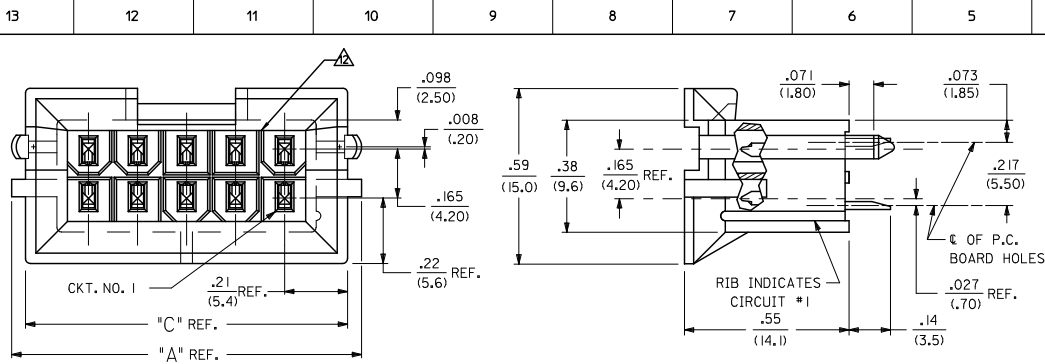 13 12 11 10 9 8 7 6 5
12
.098
(2.50)
.008
(.20)
.165
(4.20)
.22 REF.
(5.6)
CKT. NO. 1
.21 REF.
(5.4)
"C" REF.
"A" REF.
.59
(15.0)
.38
(9.6)
.165 REF.
(4.20)
.071
(1.80)
.073
(1.85)
.217
(5.50)
℄ OF P.C.
BOARD HOLES
.027 REF.
(.70)
RIB INDICATES
CIRCUIT #1
.55
(14.1)
.14
(3.5)